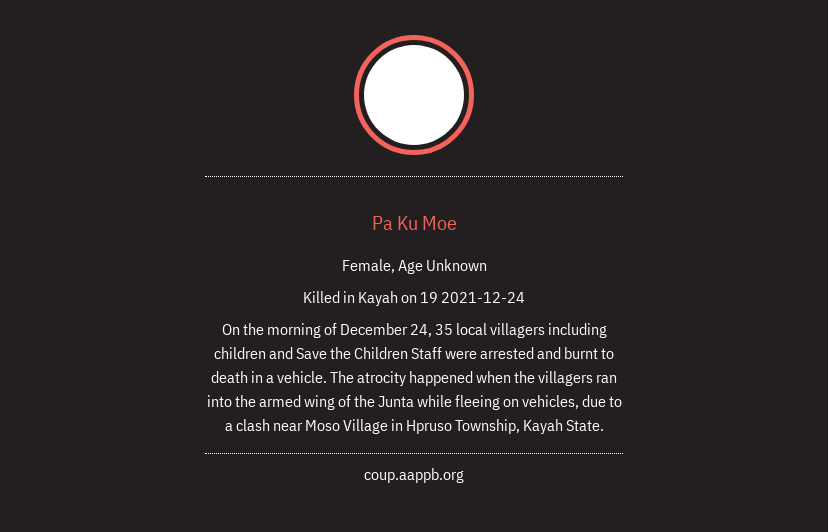 Pa Ku Moe
Female, Age Unknown
Killed in Kayah on 19 2021-12-24
On the morning of December 24, 35 local villagers including
children and Save the Children Staff were arrested and burnt to
death in a vehicle. The atrocity happened when the villagers ran
into the armed wing of the Junta while fleeing on vehicles, due to
a clash near Moso Village in Hpruso Township, Kayah State.
coup.aappb.org